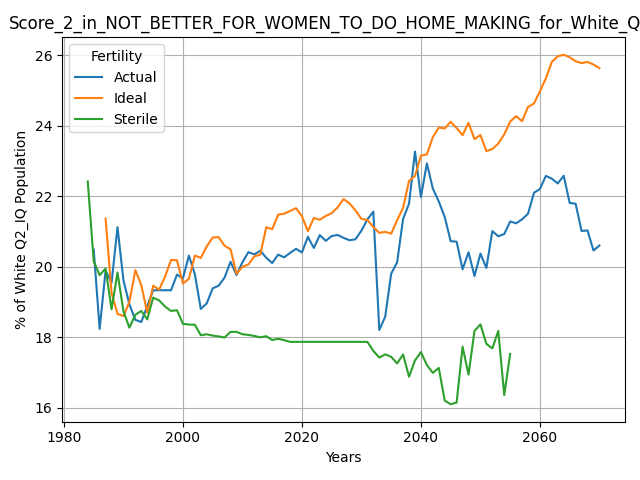 Score_2_in_NOT_BETTER_FOR_WOMEN_TO_DO_HOME_MAKING_for_White_Q
Fertility
Actual
Ideal
Sterile
% of White Q2_IQ Population
26
24
22
20
18
16
1980
2000
2020
2040
2060
Years